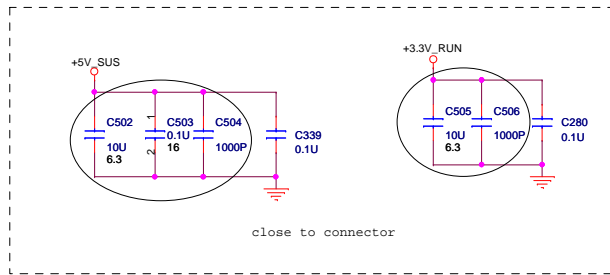 +5V_SUS
C502
10U
6.3
1
C503
0.1U
16
2
C504
1000P
C339
0.1U
+3.3V_RUN
C505
10U
6.3
C506
1000P
C280
0.1U
close to connector